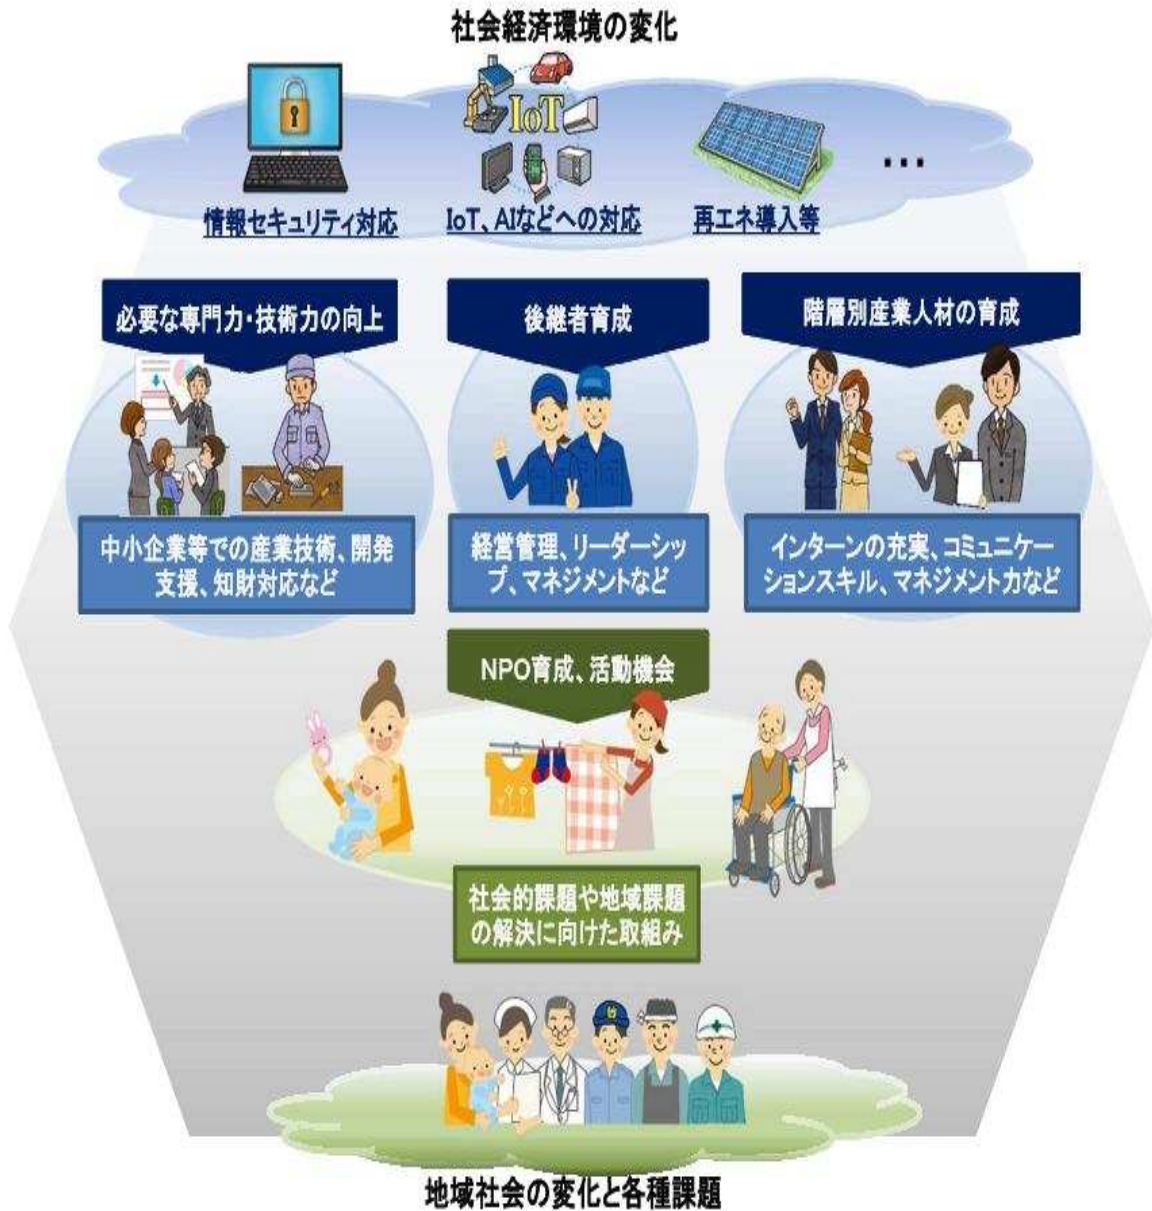 社会経済環境の変化
IoT
…
情報セキュリティ対応
IoT、AIなどへの対応
再エネ導入等
必要な専門力・技術力の向上
後継者育成
階層別産業人材の育成
中小企業等での産業技術、開発
支援、知財対応など
経営管理、リーダーシッ
プ、マネジメントなど
インターンの充実、コミュニケー
ションスキル、マネジメント力など
NPO育成、活動機会
社会的課題や地域課題
の解決に向けた取組み
地域社会の変化と各種課題